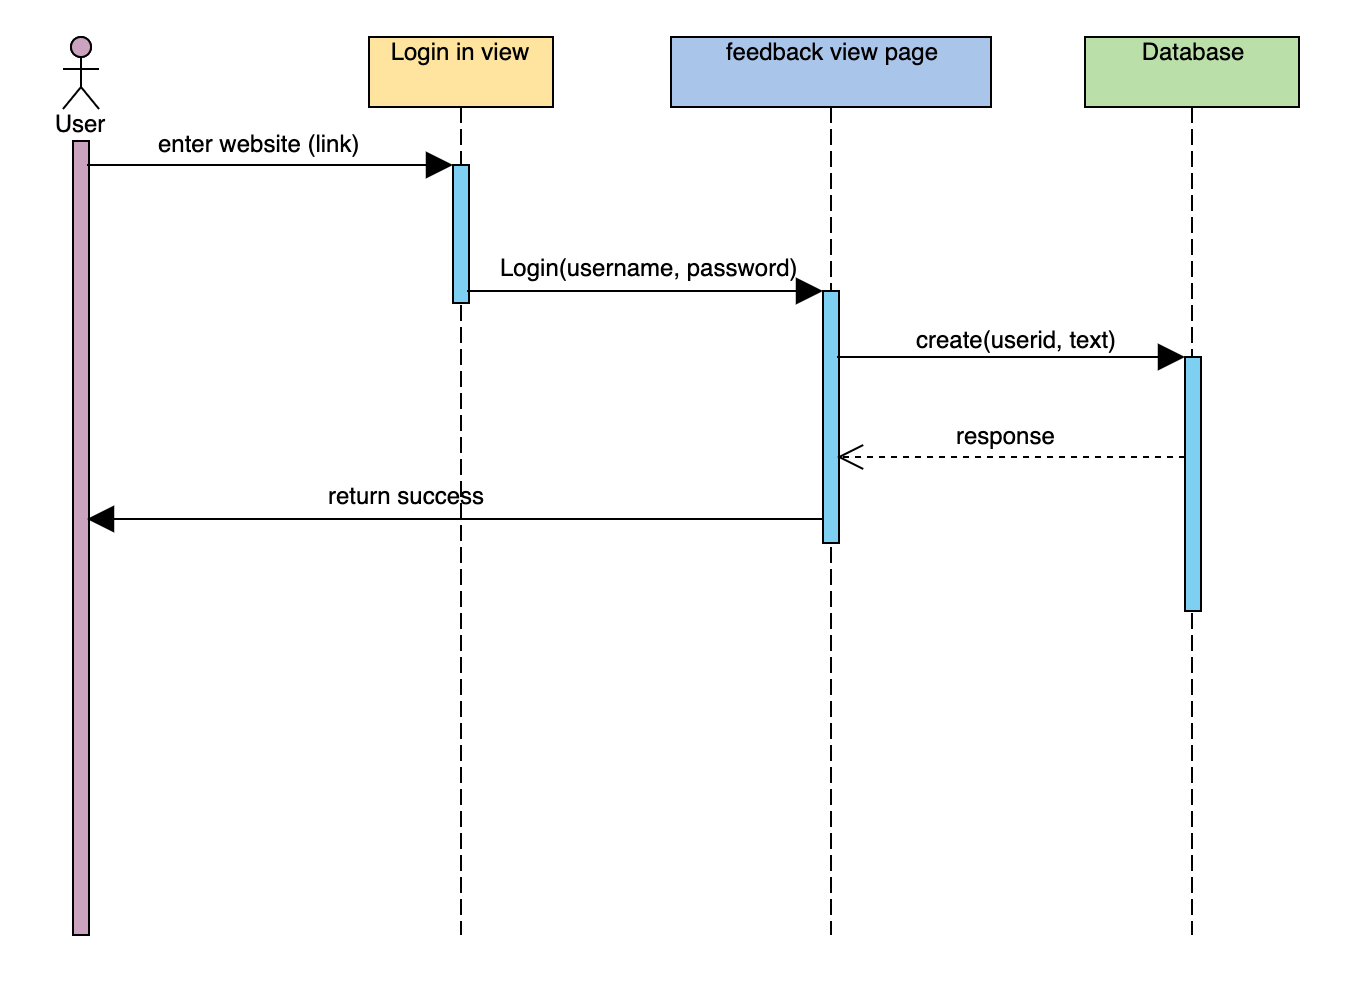 Login in view
feedback view page
Database
User
enter website (link)
Login(username, password)
create(userid, text)
response
return success